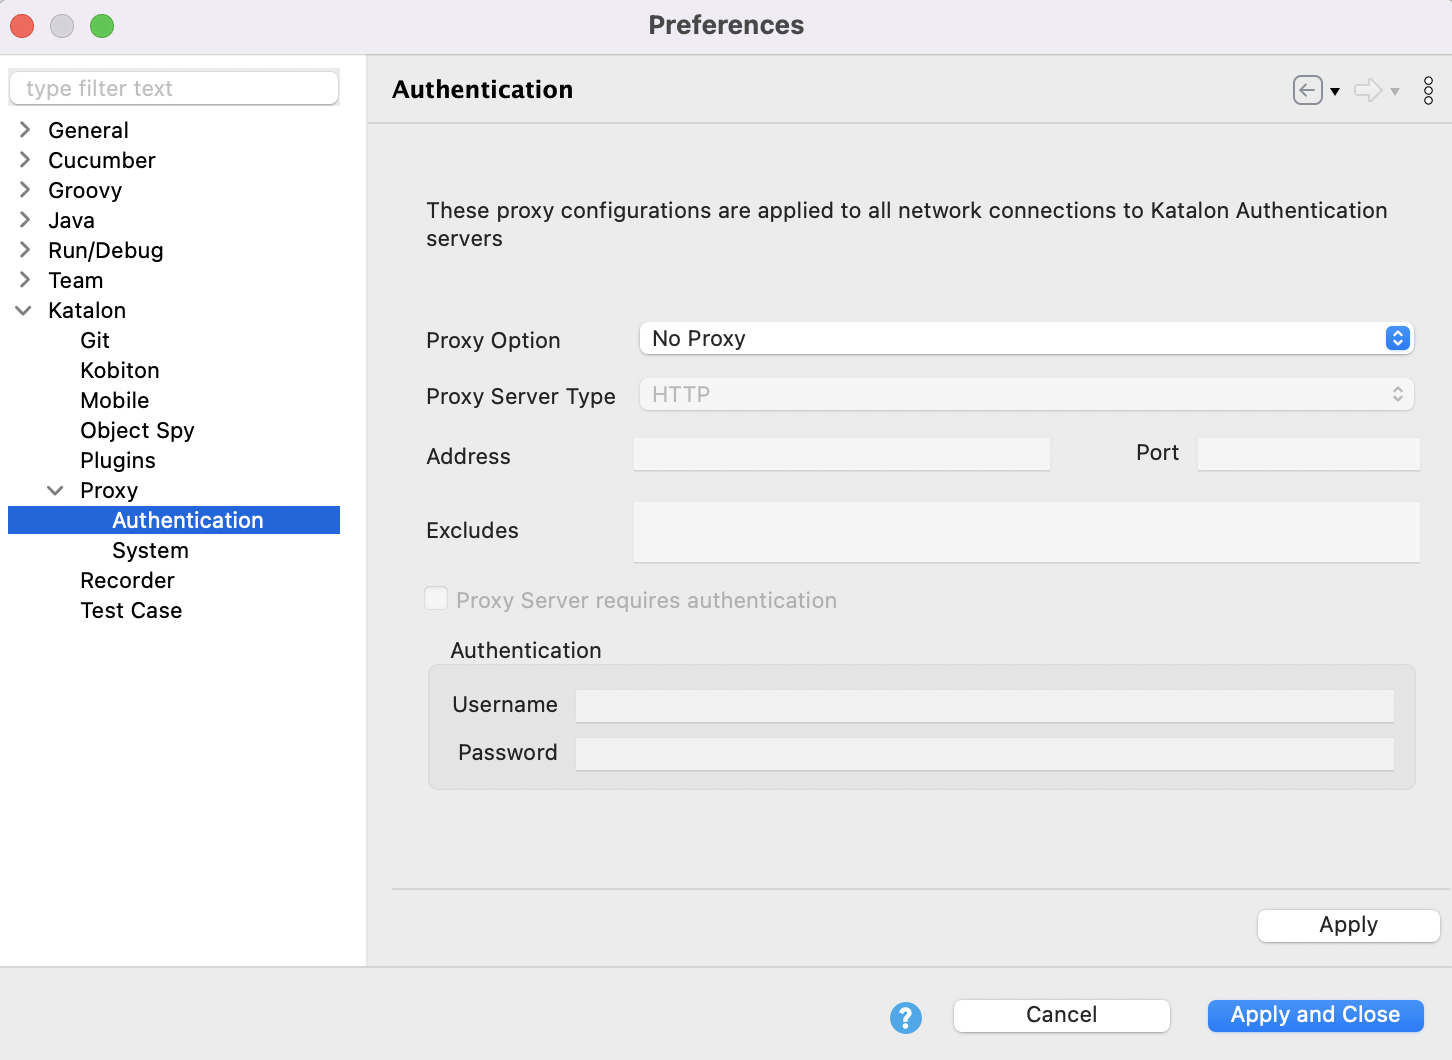 Preferences
type filter text
General
Cucumber
Groovy
Java
Run/Debug
Team
Katalon
Git
Kobiton
Mobile
Object Spy
Plugins
Proxy
Authentication
System
Recorder
Test Case
Authentication
These proxy configurations are applied to all network connections to Katalon Authentication
servers
Proxy Option No Proxy
Proxy Server Type HTTP
Address Port
Excludes
Proxy Server requires authentication
Authentication
Username
Password
Apply
? Cancel Apply and Close